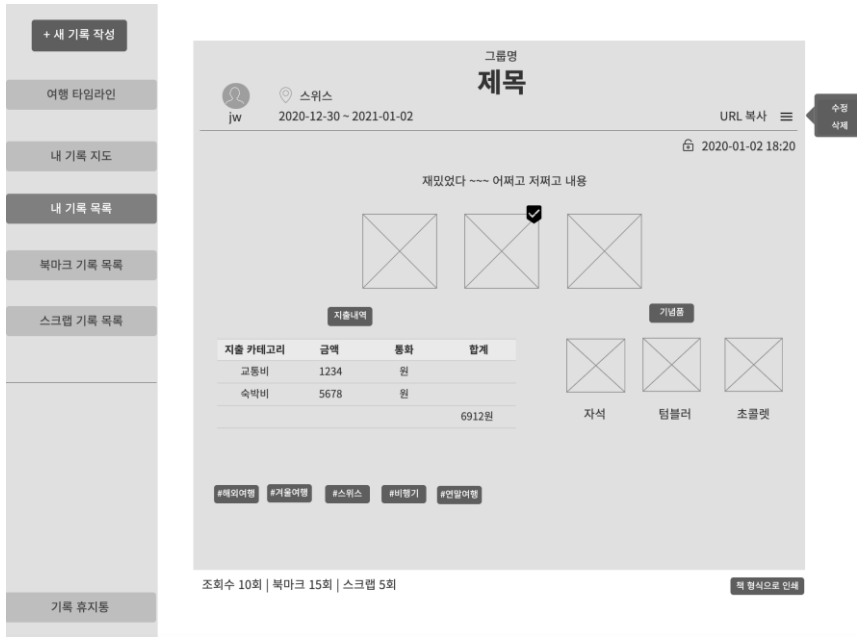 + 새 기록 작성
여행 타임라인
내 기록 지도
내 기록 목록
북마크 기록 목록
스크랩 기록 목록
기록 휴지통
그룹명
제목
jw
스위스
2020-12-30 ~ 2021-01-02
URL 복사
수정
삭제
2020-01-02 18:20
재밌었다 ~~~ 어쩌고 저쩌고 내용
지출내역
지출 카테고리 금액 통화 합계
교통비 1234 원
숙박비 5678 원
6912원
기념품
자석 텀블러 초콜렛
#해외여행 #겨울여행 #스위스 #비행기 #연말여행
조회수 10회 | 북마크 15회 | 스크랩 5회
책 형식으로 인쇄